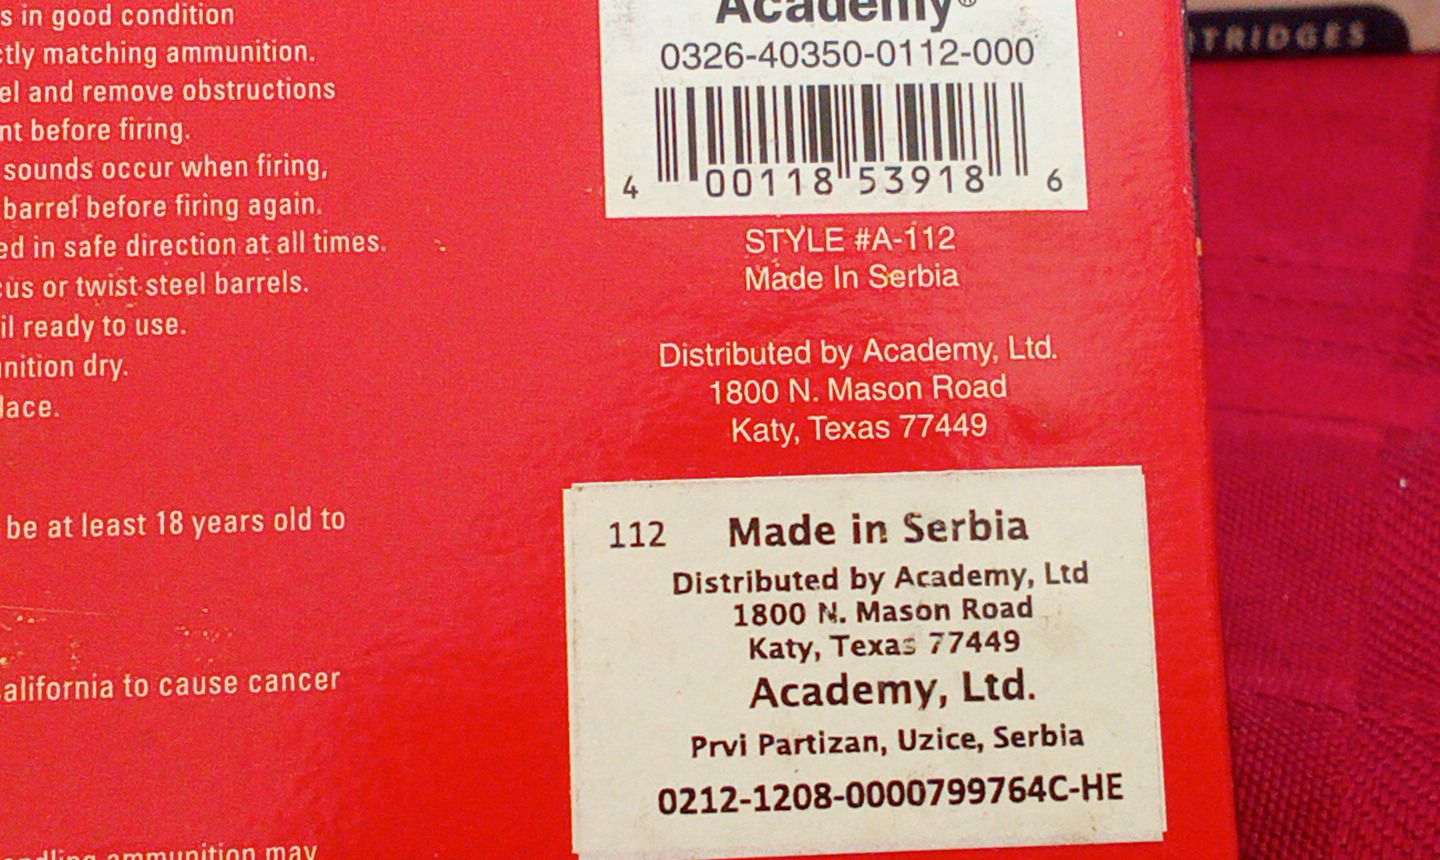 s in good condition
ctly matching ammunition.
el and remove obstructions
nt before firing.
sounds occur when firing,
barrel before firing again.
ed in safe direction at all times.
cus or twist steel barrels.
il ready to use.
nition dry.
lace.
be at least 18 years old to
alifornia to cause cancer
ndling ammunition may
Academy®
0326-40350-0112-000
4 00118 53918 6
STYLE #A-112
Made In Serbia
Distributed by Academy, Ltd.
1800 N. Mason Road
Katy, Texas 77449
112 Made in Serbia
Distributed by Academy, Ltd
1800 N. Mason Road
Katy, Texas 77449
Academy, Ltd.
Prvi Partizan, Uzice, Serbia
0212-1208-0000799764C-HE
TRIDGES